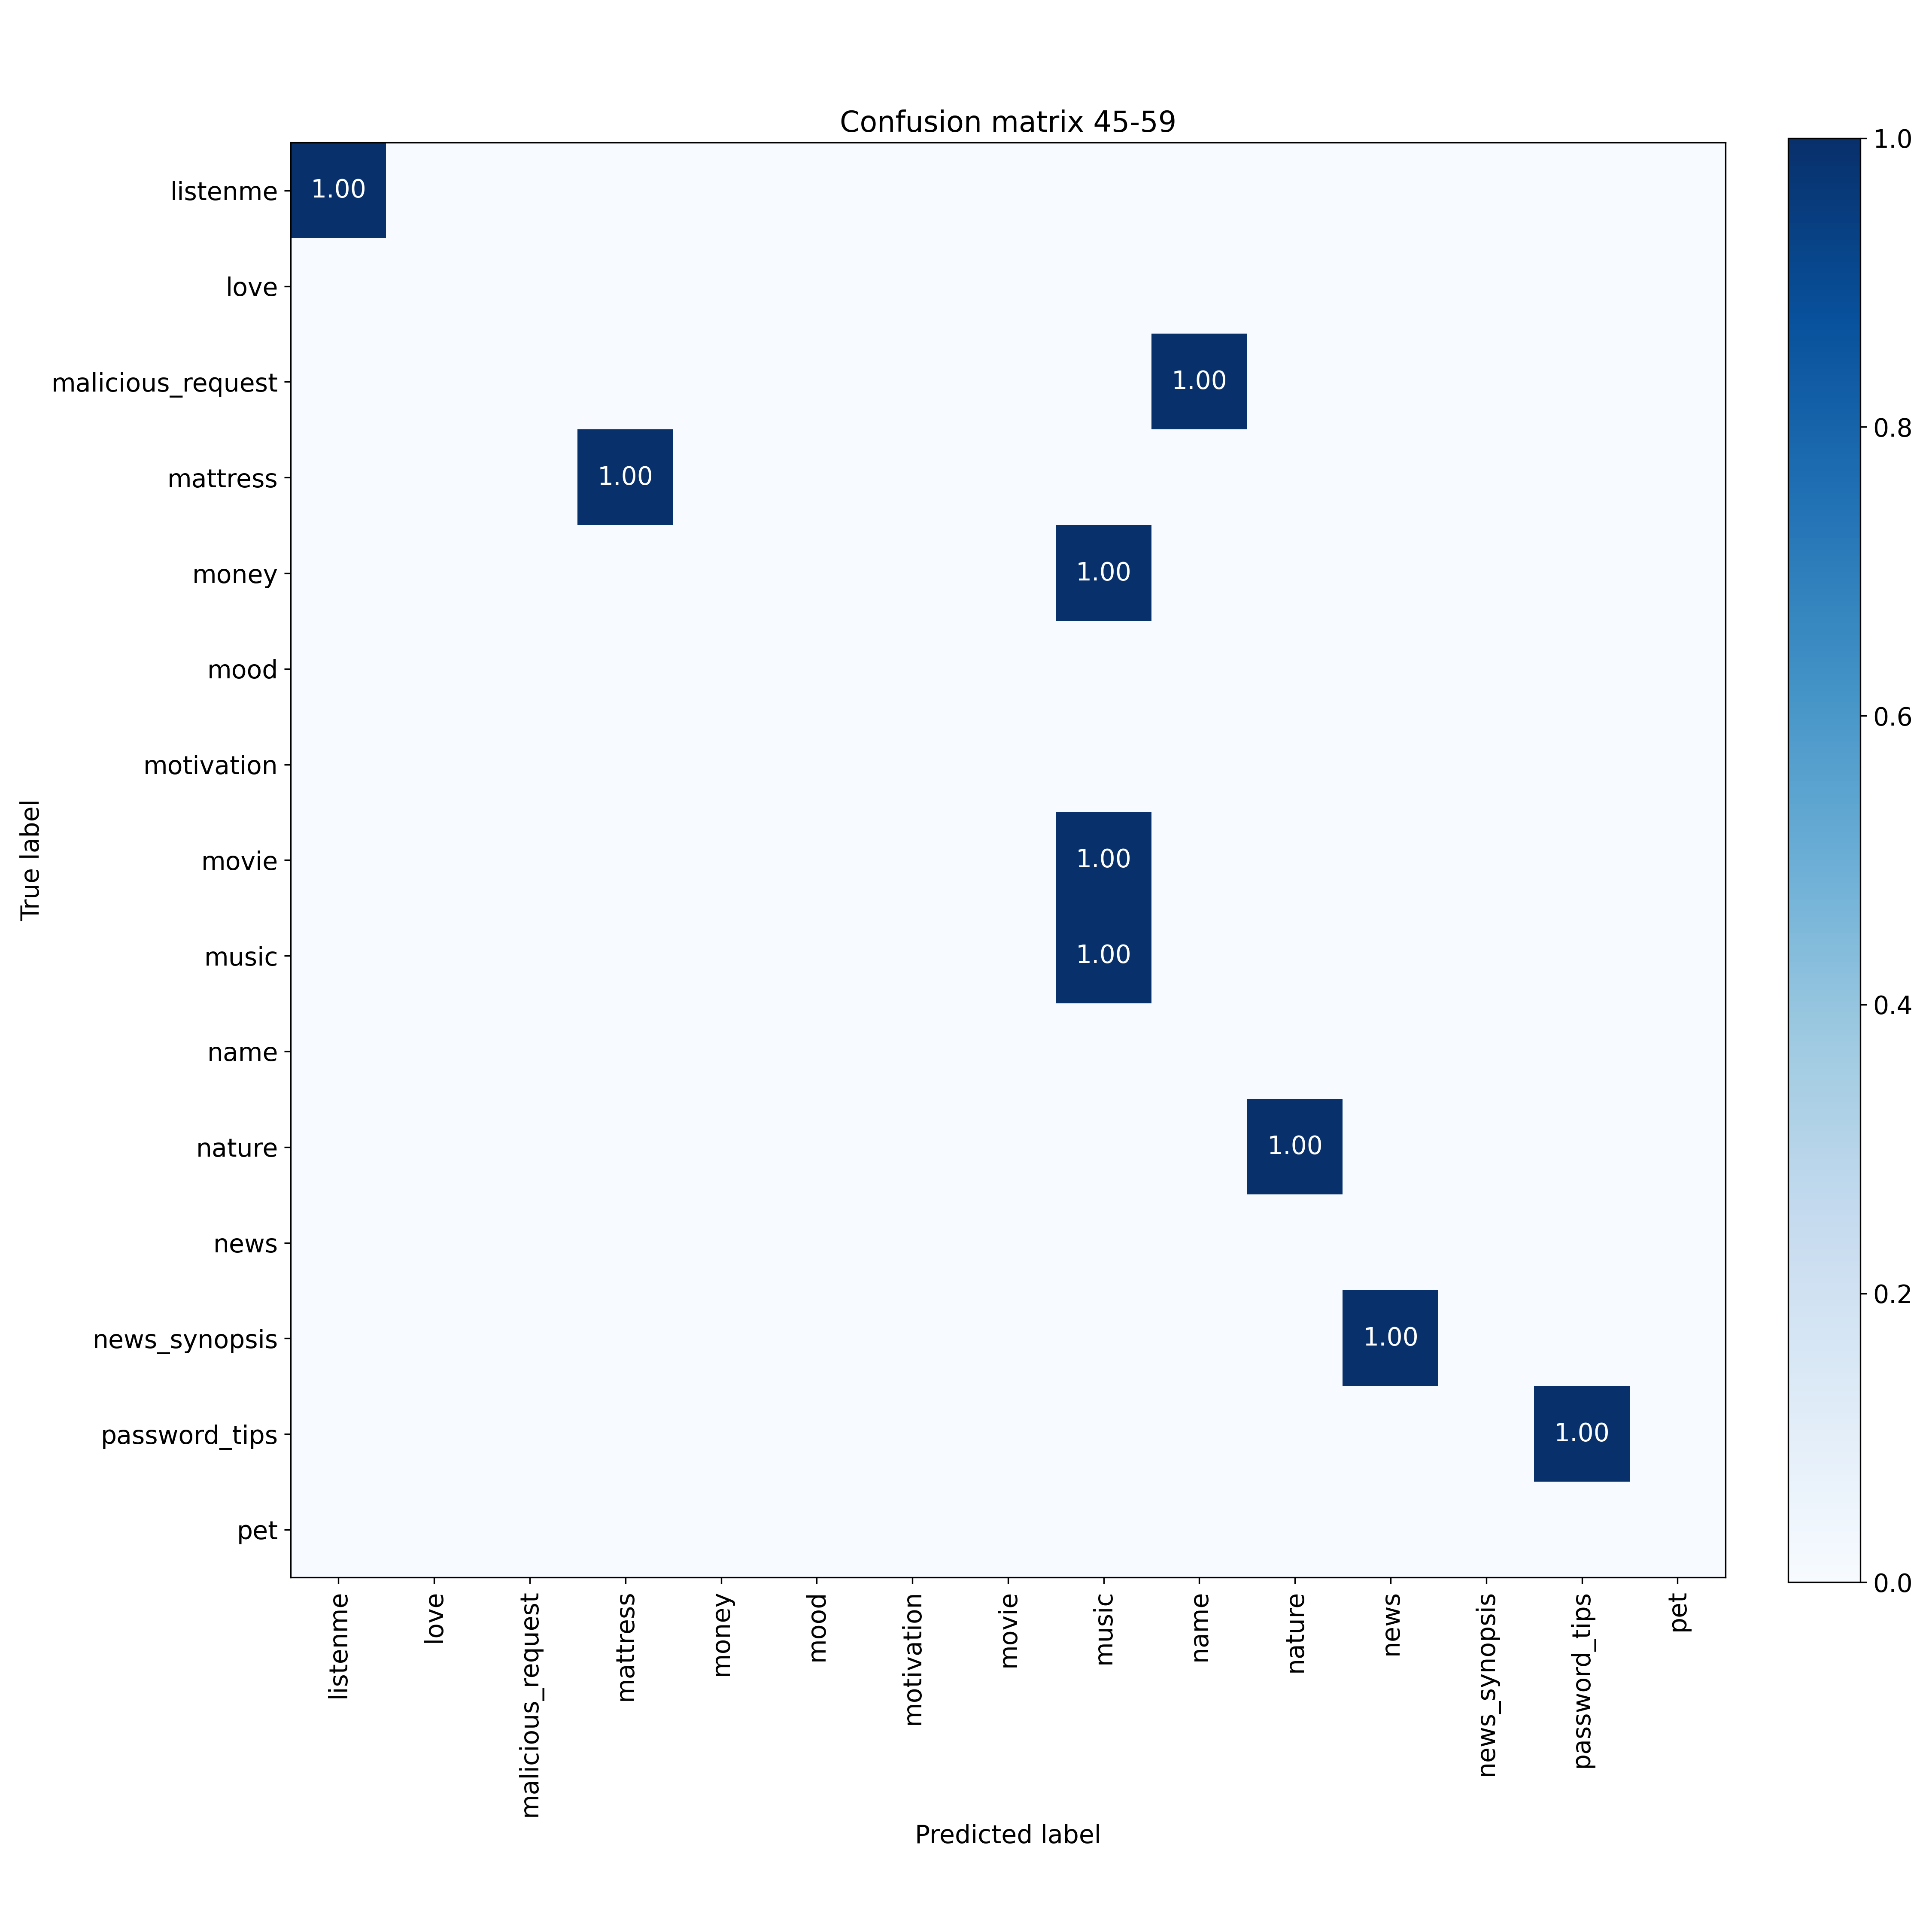 Confusion matrix 45-59
listenme 1.00
love
malicious_request 1.00
mattress 1.00
money 1.00
mood
motivation
movie 1.00
music 1.00
name
nature 1.00
news
news_synopsis 1.00
password_tips 1.00
pet
True label
listenme
love
malicious_request
mattress
money
mood
motivation
movie
music
name
nature
news
news_synopsis
password_tips
pet
Predicted label
1.0
0.8
0.6
0.4
0.2
0.0